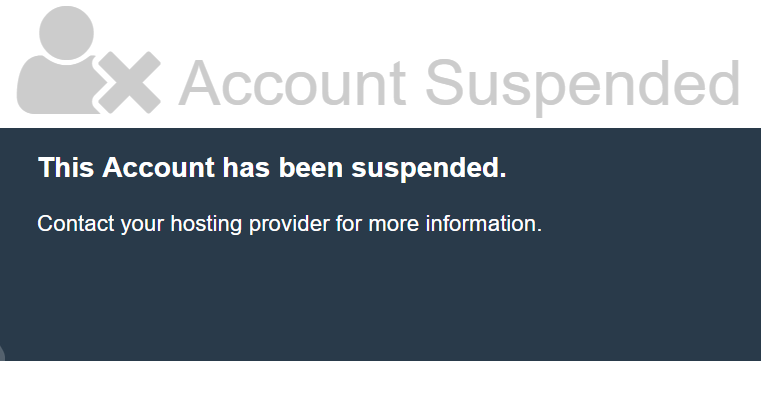 Account Suspended
This Account has been suspended.
Contact your hosting provider for more information.